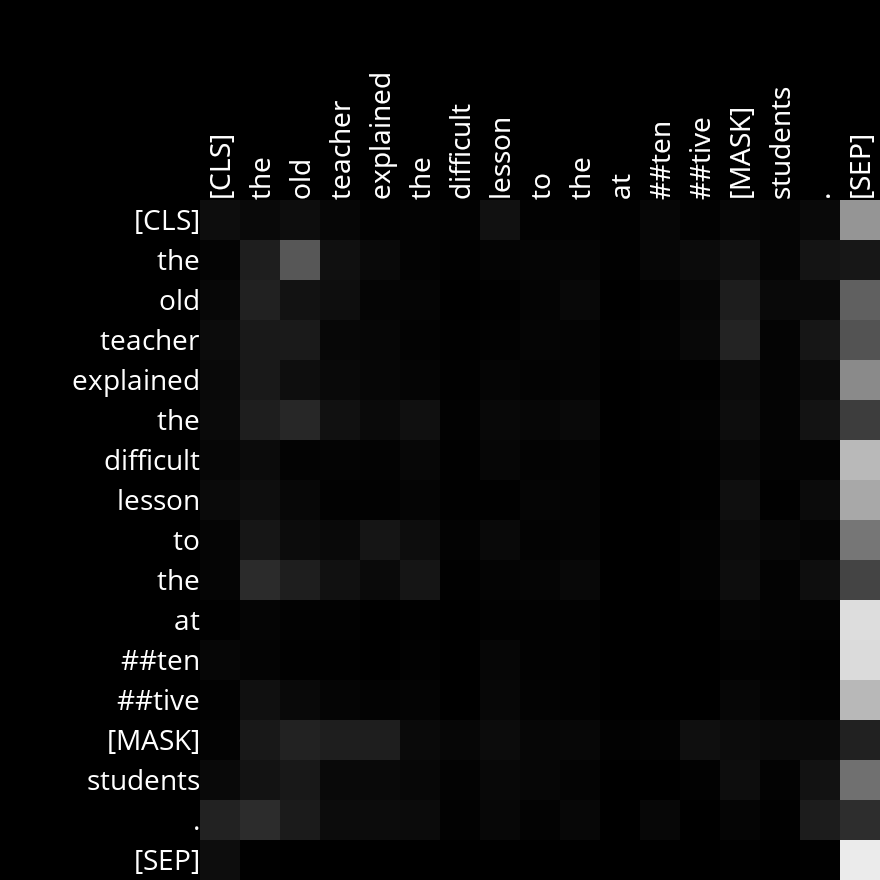 [CLS] the old teacher explained the difficult lesson to the at ##ten ##tive [MASK] students . [SEP]
[CLS]
the
old
teacher
explained
the
difficult
lesson
to
the
at
##ten
##tive
[MASK]
students
.
[SEP]